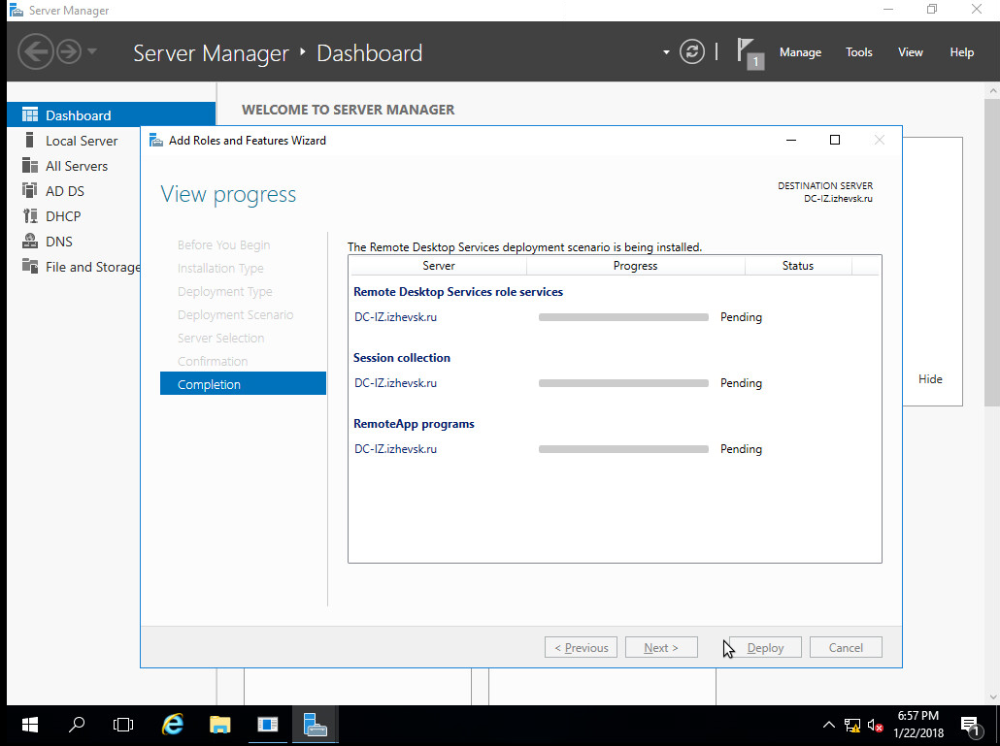 Server Manager
Server Manager ‣ Dashboard
1
Manage
Tools
View
Help
Dashboard
Local Server
All Servers
AD DS
DHCP
DNS
File and Storage
WELCOME TO SERVER MANAGER
Hide
Add Roles and Features Wizard
View progress
DESTINATION SERVER
DC-IZ.izhevsk.ru
Before You Begin
Installation Type
Deployment Type
Deployment Scenario
Server Selection
Confirmation
Completion
The Remote Desktop Services deployment scenario is being installed.
Server Progress Status
Remote Desktop Services role services
DC-IZ.izhevsk.ru Pending
Session collection
DC-IZ.izhevsk.ru Pending
RemoteApp programs
DC-IZ.izhevsk.ru Pending
< Previous
Next >
Deploy
Cancel
6:57 PM
1/22/2018
1